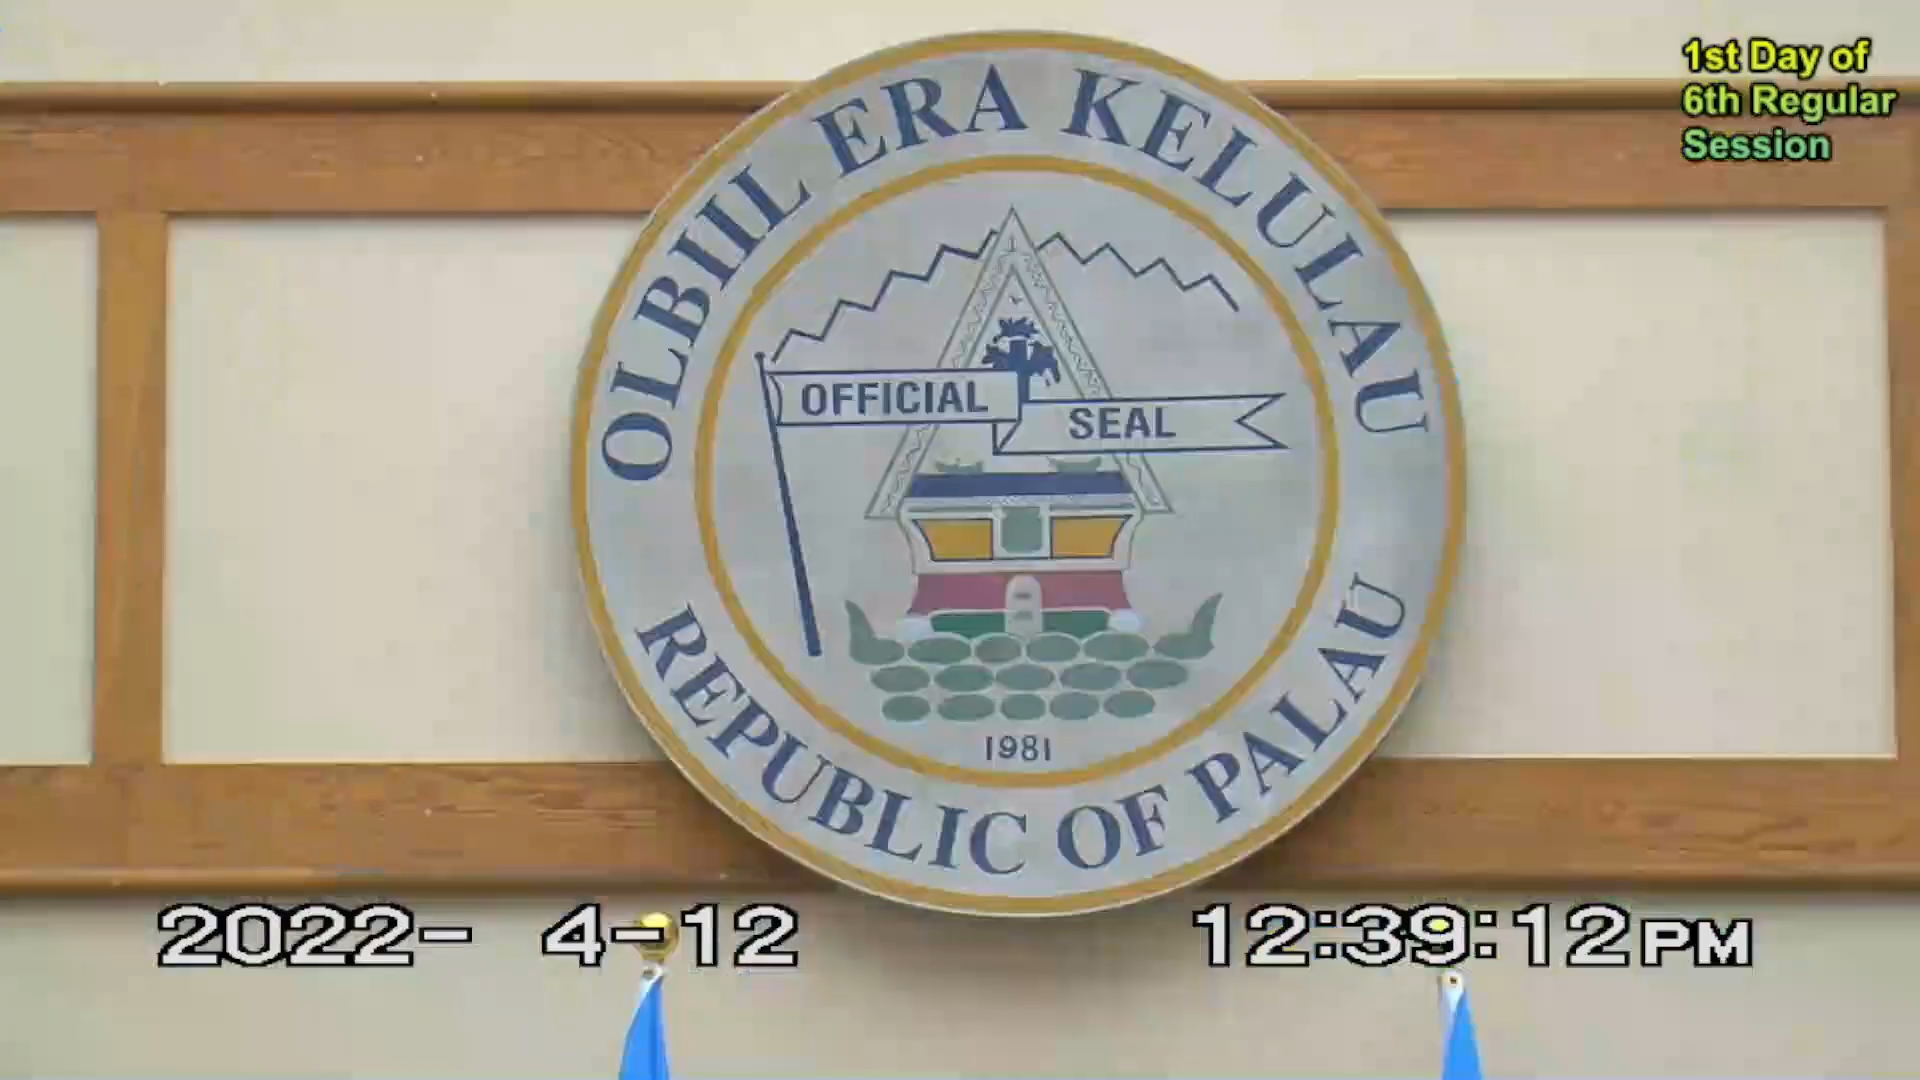 1st Day of
6th Regular
Session
OLBIIL ERA KELULAU
OFFICIAL
SEAL
1981
REPUBLIC OF PALAU
2022- 4-12
12:39:12PM